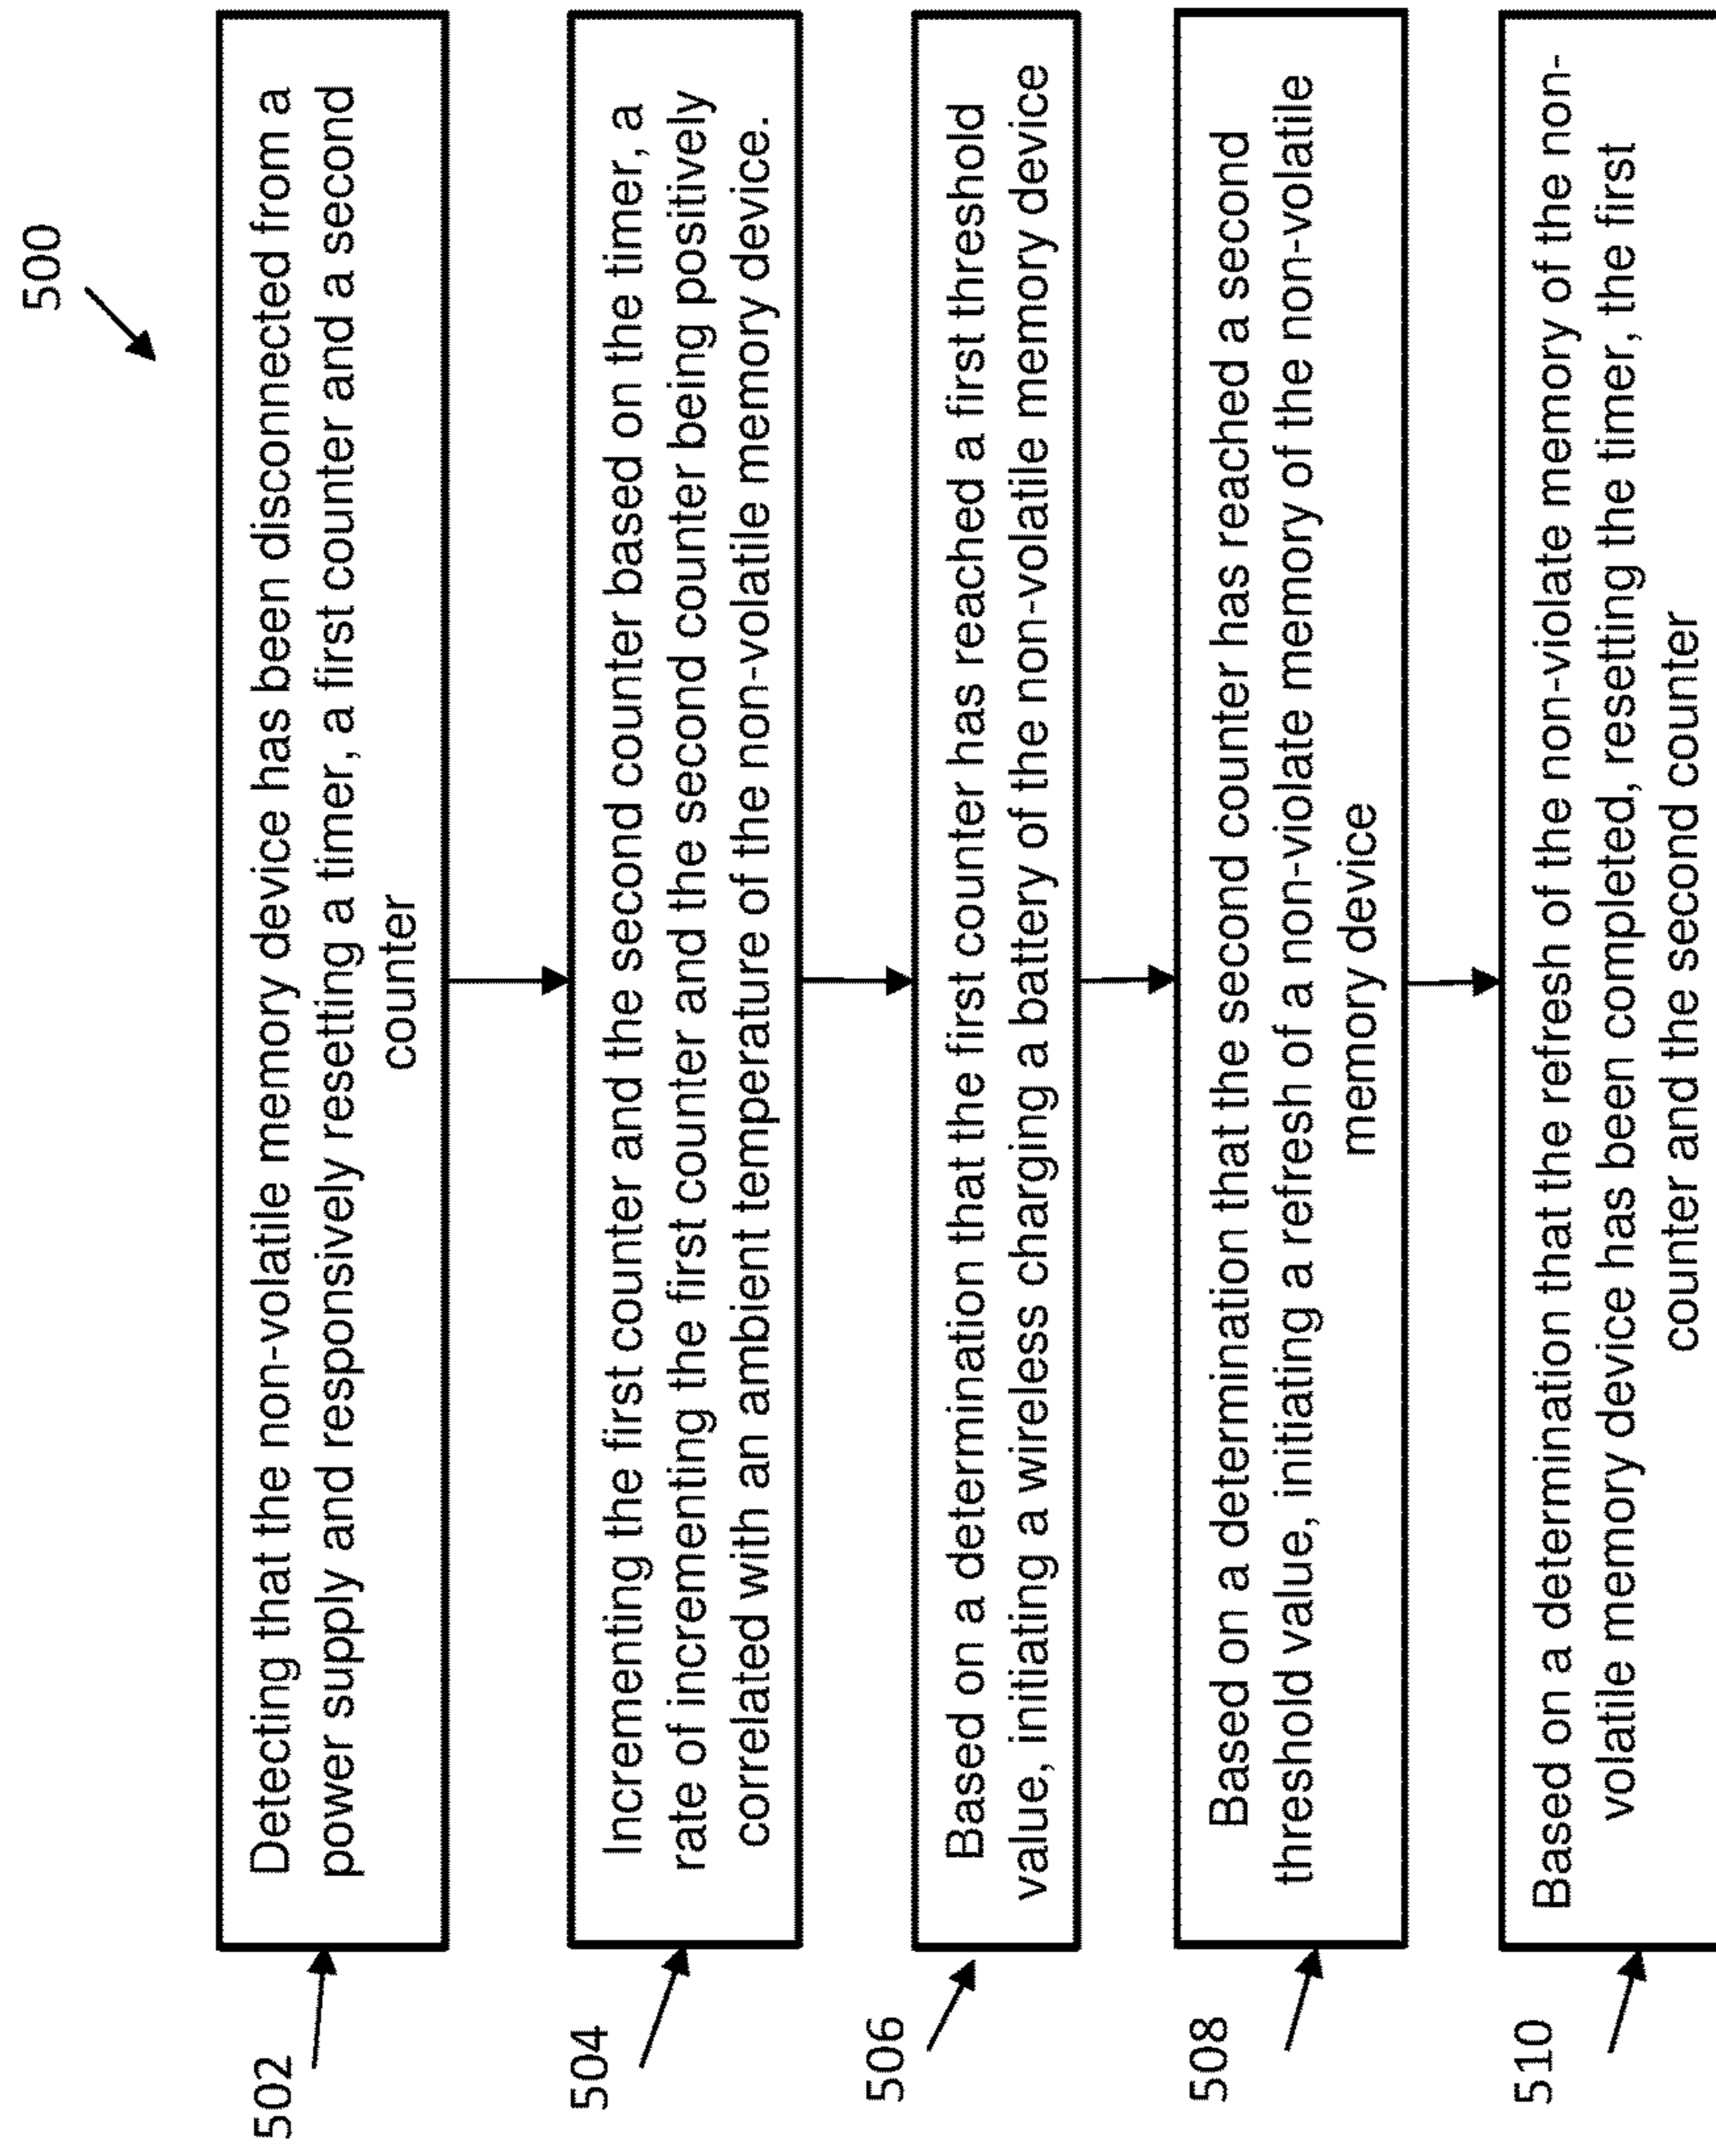 500
502
Detecting that the non-volatile memory device has been disconnected from a
power supply and responsively resetting a timer, a first counter and a second
counter
504
Incrementing the first counter and the second counter based on the timer, a
rate of incrementing the first counter and the second counter being positively
correlated with an ambient temperature of the non-volatile memory device.
506
Based on a determination that the first counter has reached a first threshold
value, initiating a wireless charging a battery of the non-volatile memory device
508
Based on a determination that the second counter has reached a second
threshold value, initiating a refresh of a non-violate memory of the non-volatile
memory device
510
Based on a determination that the refresh of the non-violate memory of the non-
volatile memory device has been completed, resetting the timer, the first
counter and the second counter